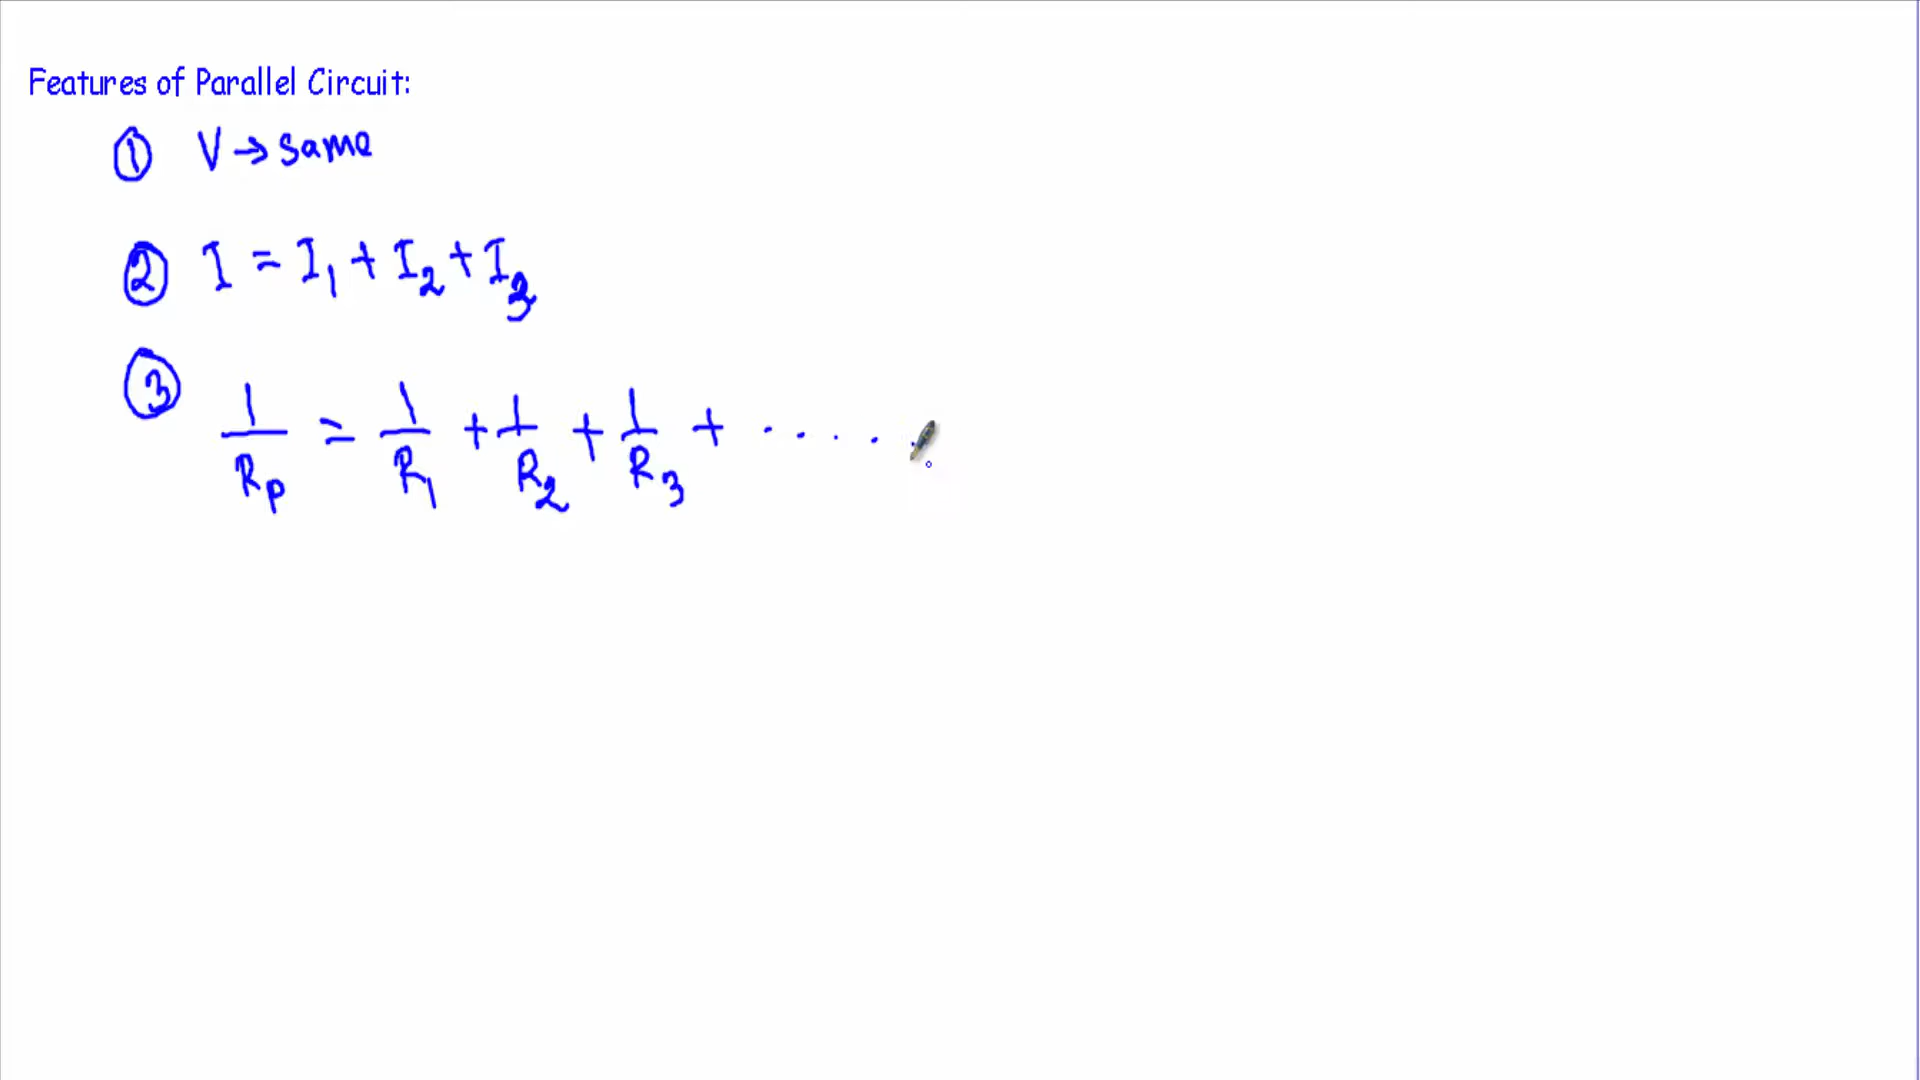 Features of Parallel Circuit:
① V → same
② I = I₁ + I₂ + I₃
③ 1/Rₚ = 1/R₁ + 1/R₂ + 1/R₃ + . . . . .